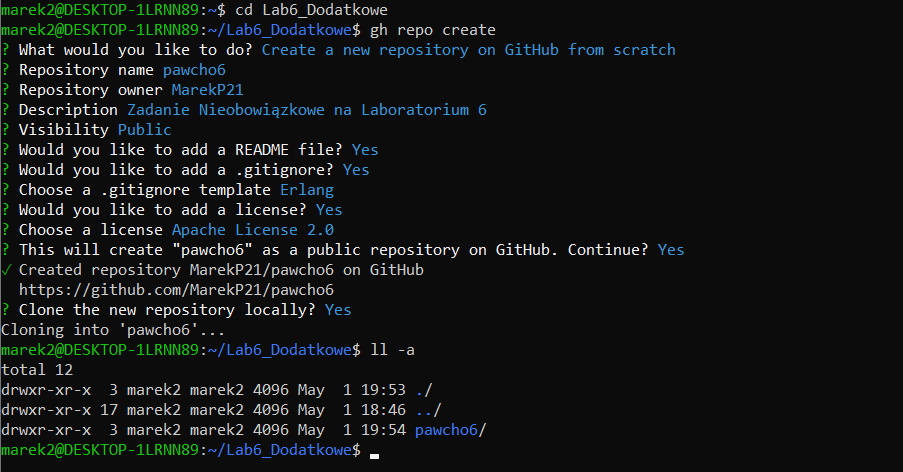 marek2@DESKTOP-1LRNN89:~$ cd Lab6_Dodatkowe
marek2@DESKTOP-1LRNN89:~/Lab6_Dodatkowe$ gh repo create
? What would you like to do? Create a new repository on GitHub from scratch
? Repository name pawcho6
? Repository owner MarekP21
? Description Zadanie Nieobowiązkowe na Laboratorium 6
? Visibility Public
? Would you like to add a README file? Yes
? Would you like to add a .gitignore? Yes
? Choose a .gitignore template Erlang
? Would you like to add a license? Yes
? Choose a license Apache License 2.0
? This will create "pawcho6" as a public repository on GitHub. Continue? Yes
✓ Created repository MarekP21/pawcho6 on GitHub
  https://github.com/MarekP21/pawcho6
? Clone the new repository locally? Yes
Cloning into 'pawcho6'...
marek2@DESKTOP-1LRNN89:~/Lab6_Dodatkowe$ ll -a
total 12
drwxr-xr-x  3 marek2 marek2 4096 May  1 19:53 ./
drwxr-xr-x 17 marek2 marek2 4096 May  1 18:46 ../
drwxr-xr-x  3 marek2 marek2 4096 May  1 19:54 pawcho6/
marek2@DESKTOP-1LRNN89:~/Lab6_Dodatkowe$